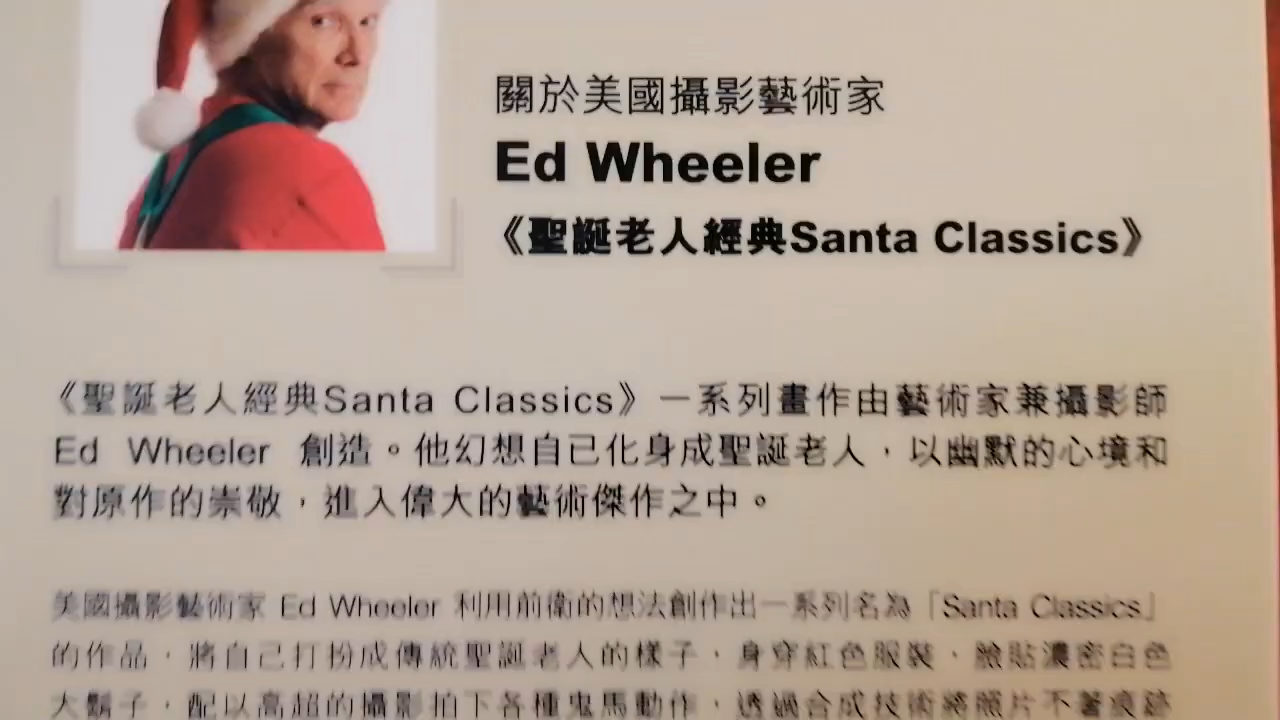 關於美國攝影藝術家
Ed Wheeler
《聖誕老人經典Santa Classics》
《聖誕老人經典Santa Classics》一系列畫作由藝術家兼攝影師
Ed Wheeler 創造。他幻想自己化身成聖誕老人，以幽默的心境和
對原作的崇敬，進入偉大的藝術傑作之中。
美國攝影藝術家 Ed Wheeler 利用前衛的想法創作出一系列名為「Santa Classics」
的作品，將自己打扮成傳統聖誕老人的樣子，身穿紅色服裝，臉貼濃密白色
大鬍子，配以高超的攝影拍下各種鬼馬動作，透過合成技術將照片不著痕跡